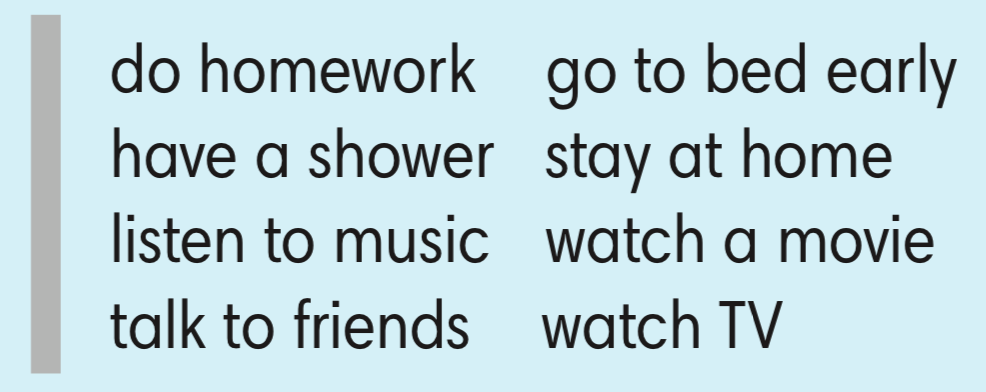 do homework
have a shower
listen to music
talk to friends
go to bed early
stay at home
watch a movie
watch TV